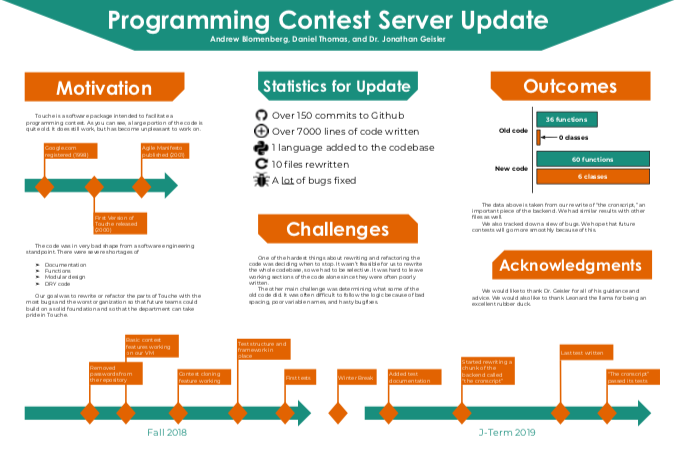 Programming Contest Server Update
Andrew Blomenberg, Daniel Thomas, and Dr. Jonathan Geisler
Motivation
Touche is a software package intended to facilitate a
programming contest. As you can see, a large portion of the code is
quite old. It does still work, but has become unpleasant to work on.
Google.com
registered (1998)
Agile Manifesto
published (2001)
First Version of
Touche released
(2000)
The code was in very bad shape from a software engineering
standpoint. There were severe shortages of
➤ Documentation
➤ Functions
➤ Modular design
➤ DRY code
Our goal was to rewrite or refactor the parts of Touche with the
most bugs and the worst organization so that future teams could
build on a solid foundation and so that the department can take
pride in Touche.
Statistics for Update
Over 150 commits to Github
Over 7000 lines of code written
1 language added to the codebase
10 files rewritten
A lot of bugs fixed
Challenges
One of the hardest things about rewriting and refactoring the
code was deciding when to stop. It wasn't feasible for us to rewrite
the whole codebase, so we had to be selective. It was hard to leave
working sections of the code alone since they were often poorly
written.
The other main challenge was determining what some of the
old code did. It was often difficult to follow the logic because of bad
spacing, poor variable names, and hasty bugfixes.
Outcomes
36 functions
Old code
0 classes
60 functions
New code
6 classes
The data above is taken from our rewrite of "the cronscript," an
important piece of the backend. We had similar results with other
files as well.
We also tracked down a slew of bugs. We hope that future
contests will go more smoothly because of this.
Acknowledgments
We would like to thank Dr. Geisler for all of his guidance and
advice. We would also like to thank Leonard the llama for being an
excellent rubber duck.
Removed
passwords from
the repository
Basic contest
features working
on our VM
Contest cloning
feature working
Test structure and
framework in
place
First tests
Winter Break
Added test
documentation
Started rewriting a
chunk of the
backend called
"the cronscript"
Last test written
"The cronscript"
passed its tests
Fall 2018
J-Term 2019